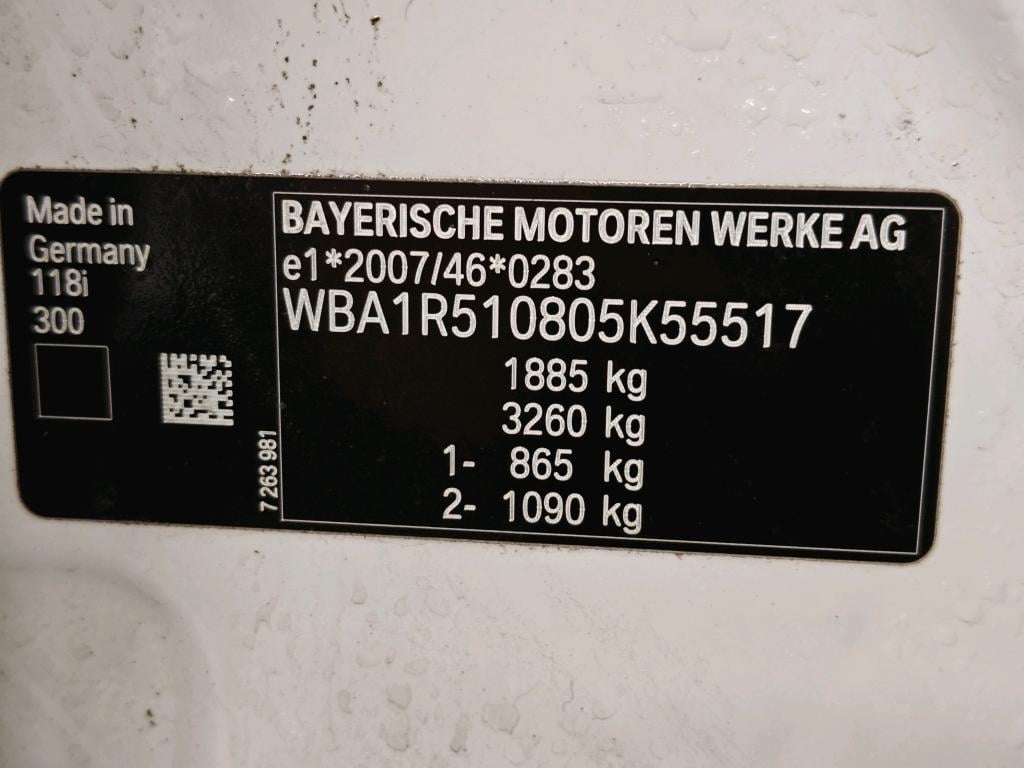 Made in
Germany
118i
300
7 263 981
BAYERISCHE MOTOREN WERKE AG
e1*2007/46*0283
WBA1R510805K55517
1885 kg
3260 kg
1- 865 kg
2- 1090 kg